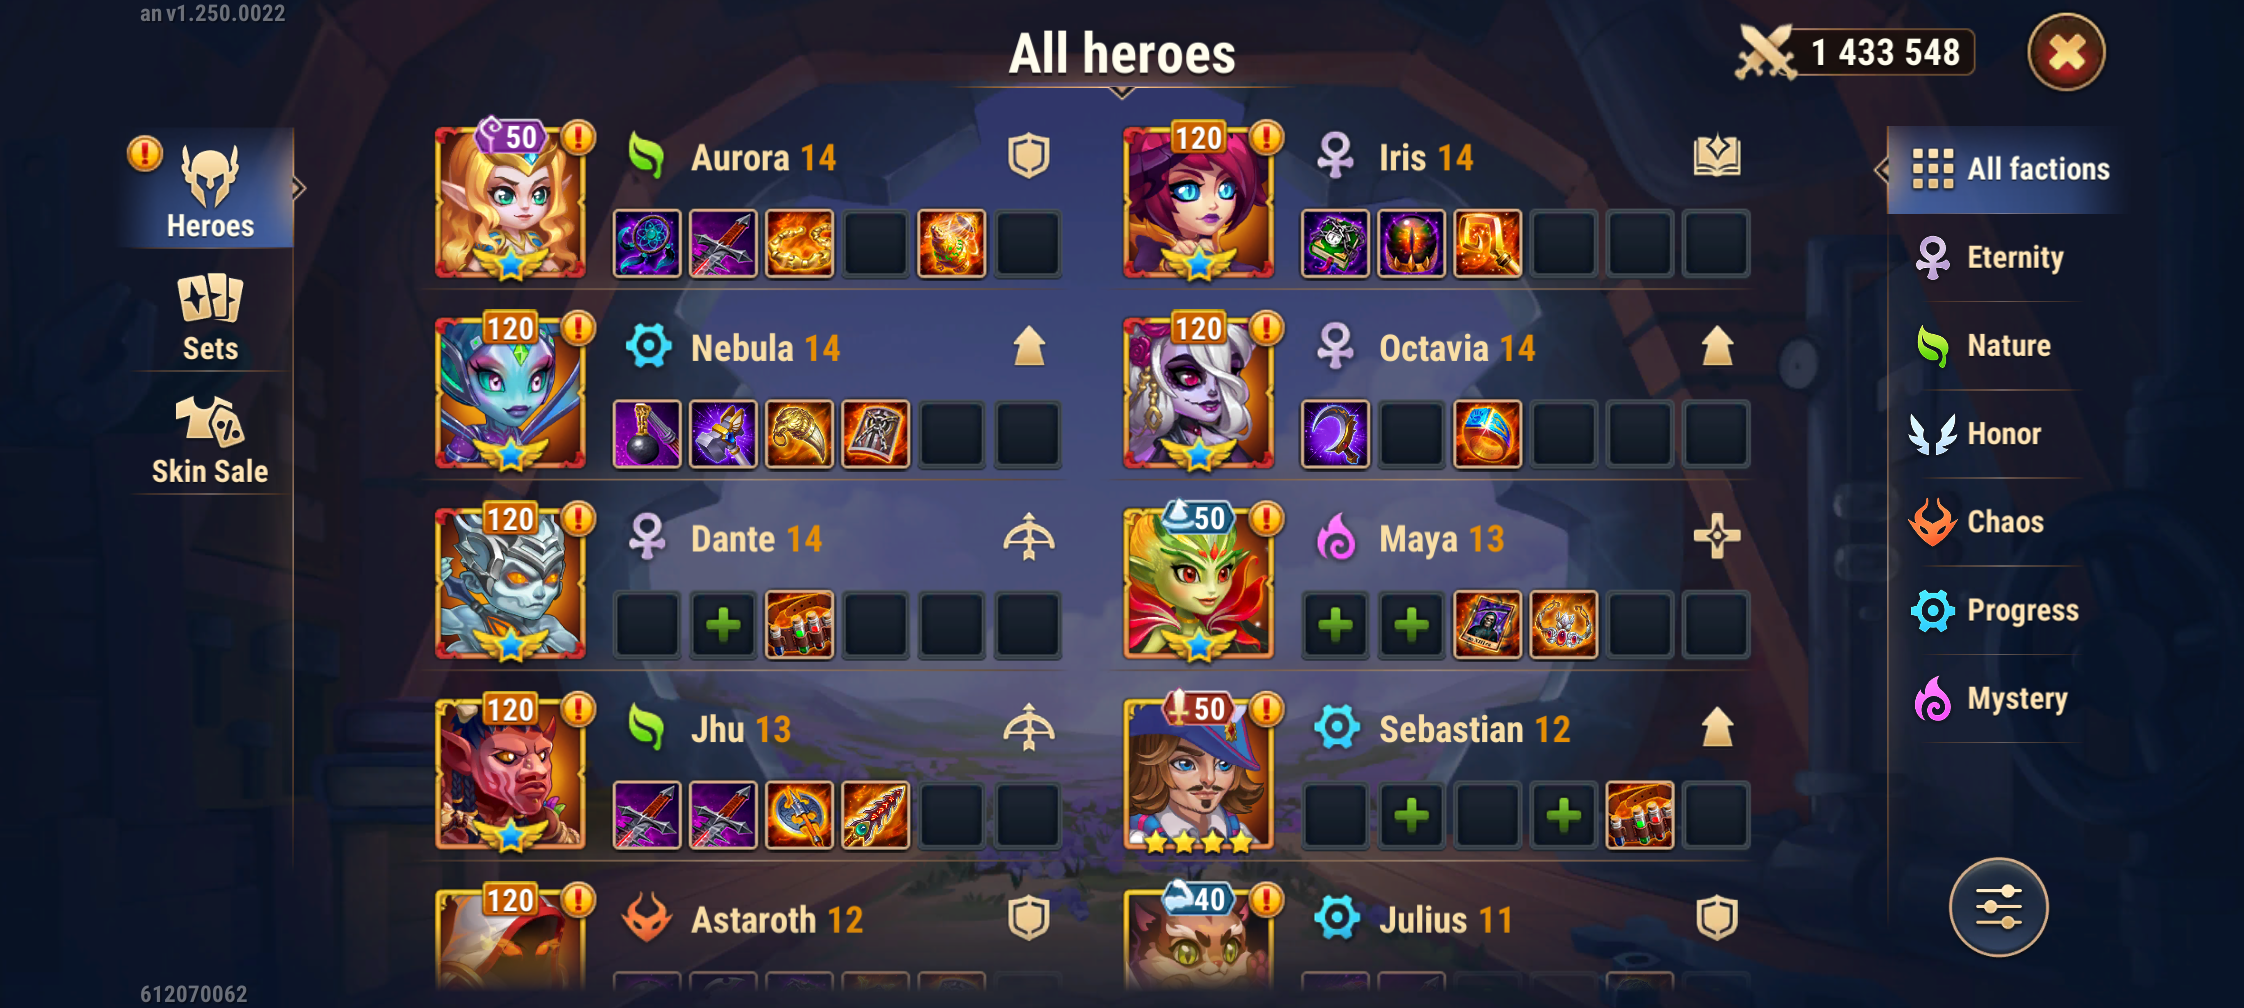 an v1.250.0022
All heroes
1 433 548
Heroes
Sets
Skin Sale
50
Aurora 14
120
Iris 14
120
Nebula 14
120
Octavia 14
120
Dante 14
50
Maya 13
120
Jhu 13
50
Sebastian 12
120
Astaroth 12
40
Julius 11
All factions
Eternity
Nature
Honor
Chaos
Progress
Mystery
612070062